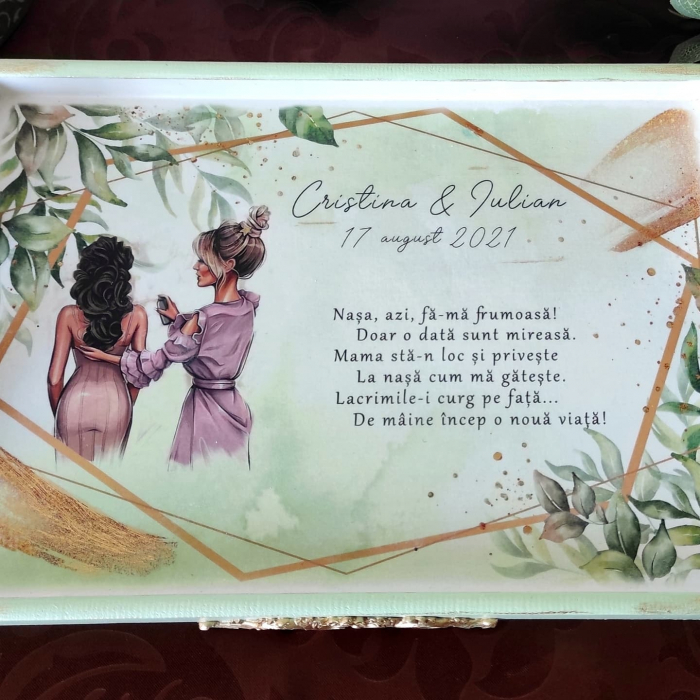 Cristina & Iulian
17 august 2021
Nașa, azi, fă-mă frumoasă!
Doar o dată sunt mireasă.
Mama stă-n loc și privește
La nașă cum mă gătește.
Lacrimile-i curg pe față...
De mâine încep o nouă viață!